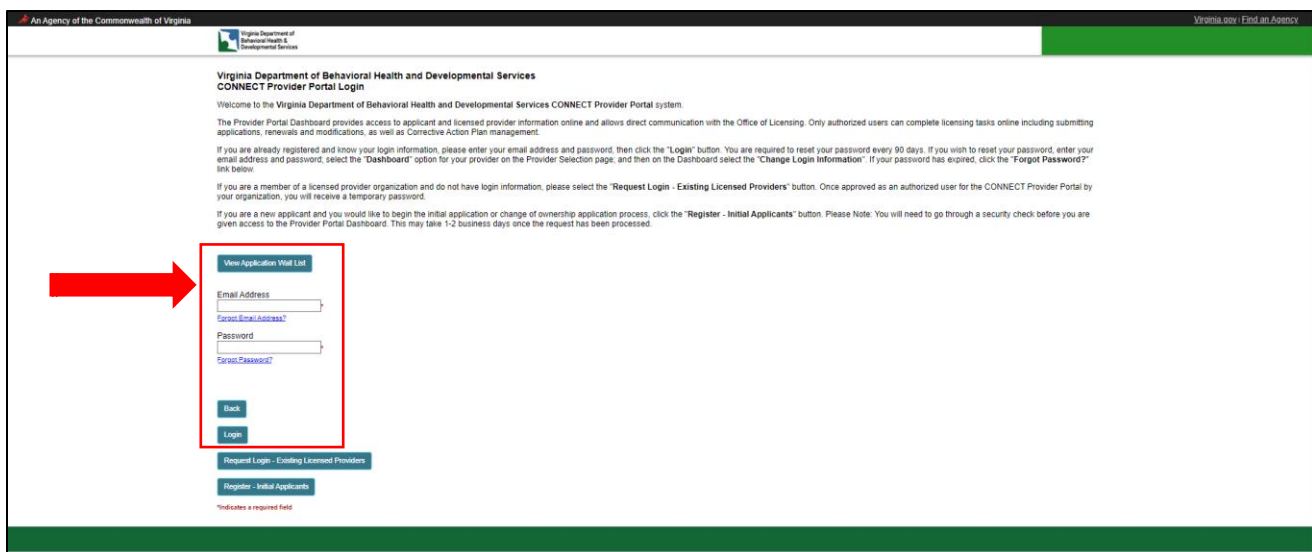 An Agency of the Commonwealth of Virginia
Virginia.gov | Find an Agency
Virginia Department of
Behavioral Health &
Developmental Services
Virginia Department of Behavioral Health and Developmental Services
CONNECT Provider Portal Login
Welcome to the Virginia Department of Behavioral Health and Developmental Services CONNECT Provider Portal system.
The Provider Portal Dashboard provides access to applicant and licensed provider information online and allows direct communication with the Office of Licensing. Only authorized users can complete licensing tasks online including submitting
applications, renewals and modifications, as well as Corrective Action Plan management.
If you are already registered and know your login information, please enter your email address and password, then click the "Login" button. You are required to reset your password every 90 days. If you wish to reset your password, enter your
email address and password, select the "Dashboard" option for your provider on the Provider Selection page, and then on the Dashboard select the "Change Login Information". If your password has expired, click the "Forgot Password?"
link below.
If you are a member of a licensed provider organization and do not have login information, please select the "Request Login - Existing Licensed Providers" button. Once approved as an authorized user for the CONNECT Provider Portal by
your organization, you will receive a temporary password.
If you are a new applicant and you would like to begin the initial application or change of ownership application process, click the "Register - Initial Applicants" button. Please Note: You will need to go through a security check before you are
given access to the Provider Portal Dashboard. This may take 1-2 business days once the request has been processed.
View Application Wait List
Email Address
*
Forgot Email Address?
Password
*
Forgot Password?
Back
Login
Request Login - Existing Licensed Providers
Register - Initial Applicants
*Indicates a required field